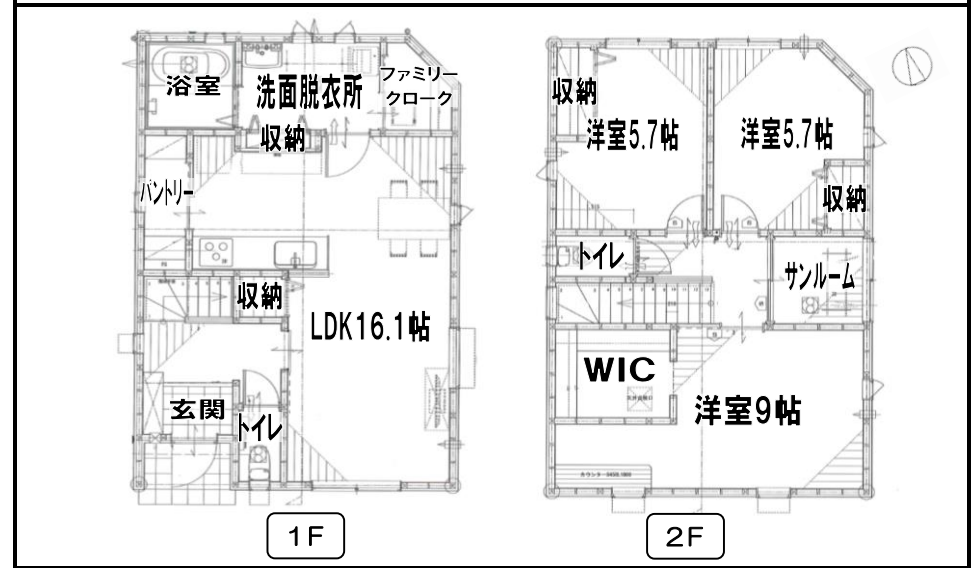 浴室
洗面脱衣所
ファミリー
クローク
収納
パントリー
収納
LDK16.1帖
玄関
トイレ
1F
収納
洋室5.7帖
洋室5.7帖
収納
トイレ
サンルーム
WIC
洋室9帖
2F